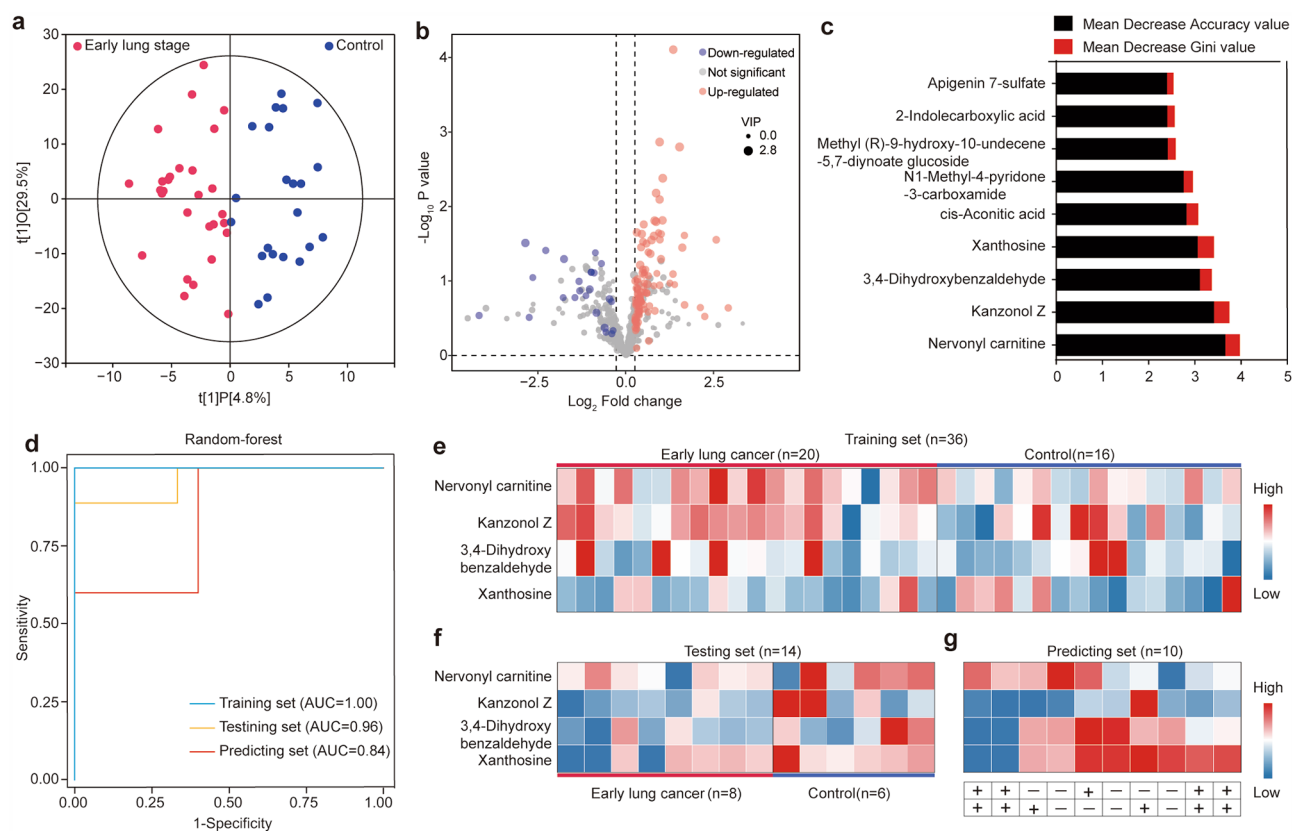 a
Early lung stage
Control
30
20
10
0
−10
−20
−30
−10
−5
0
5
10
t[1]O[29.5%]
t[1]P[4.8%]
b
Down-regulated
Not significant
Up-regulated
VIP
0.0
2.8
4
3
2
1
0
−2.5
0.0
2.5
-Log10 P value
Log2 Fold change
c
Mean Decrease Accuracy value
Mean Decrease Gini value
Apigenin 7-sulfate
2-Indolecarboxylic acid
Methyl (R)-9-hydroxy-10-undecene
-5,7-diynoate glucoside
N1-Methyl-4-pyridone
-3-carboxamide
cis-Aconitic acid
Xanthosine
3,4-Dihydroxybenzaldehyde
Kanzonol Z
Nervonyl carnitine
0
1
2
3
4
5
d
Random-forest
1.00
0.75
0.50
0.25
0.00
0.00
0.25
0.50
0.75
1.00
Sensitivity
1-Specificity
Training set (AUC=1.00)
Testining set (AUC=0.96)
Predicting set (AUC=0.84)
e
Training set (n=36)
Early lung cancer (n=20)
Control(n=16)
Nervonyl carnitine
Kanzonol Z
3,4-Dihydroxy
benzaldehyde
Xanthosine
High
Low
f
Testing set (n=14)
Nervonyl carnitine
Kanzonol Z
3,4-Dihydroxy
benzaldehyde
Xanthosine
Early lung cancer (n=8)
Control(n=6)
g
Predicting set (n=10)
High
Low
+ + − − + − − − + +
+ + + − − − + − + +